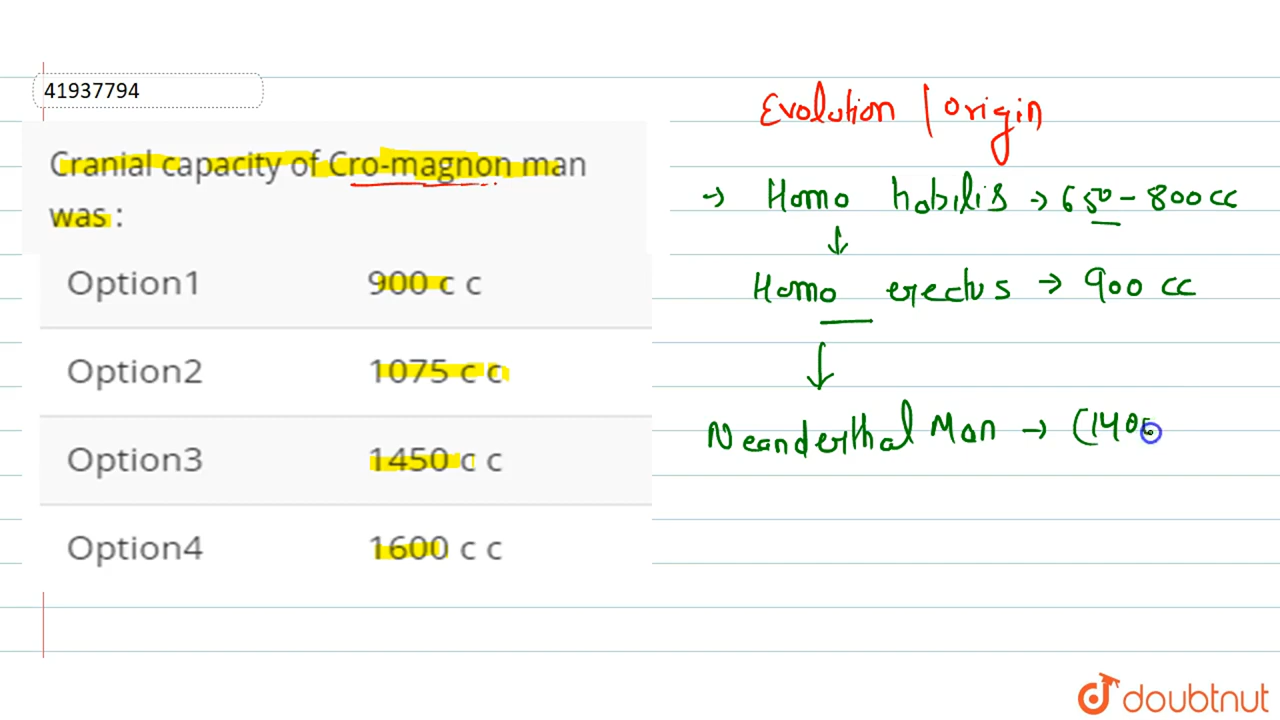 41937794
Cranial capacity of Cro-magnon man
was :
Option1 900 c c
Option2 1075 c c
Option3 1450 c c
Option4 1600 c c
Evolution / origin
→ Homo habilis → 650 - 800 cc
Homo erectus → 900 cc
Neanderthal Man → (140
doubtnut